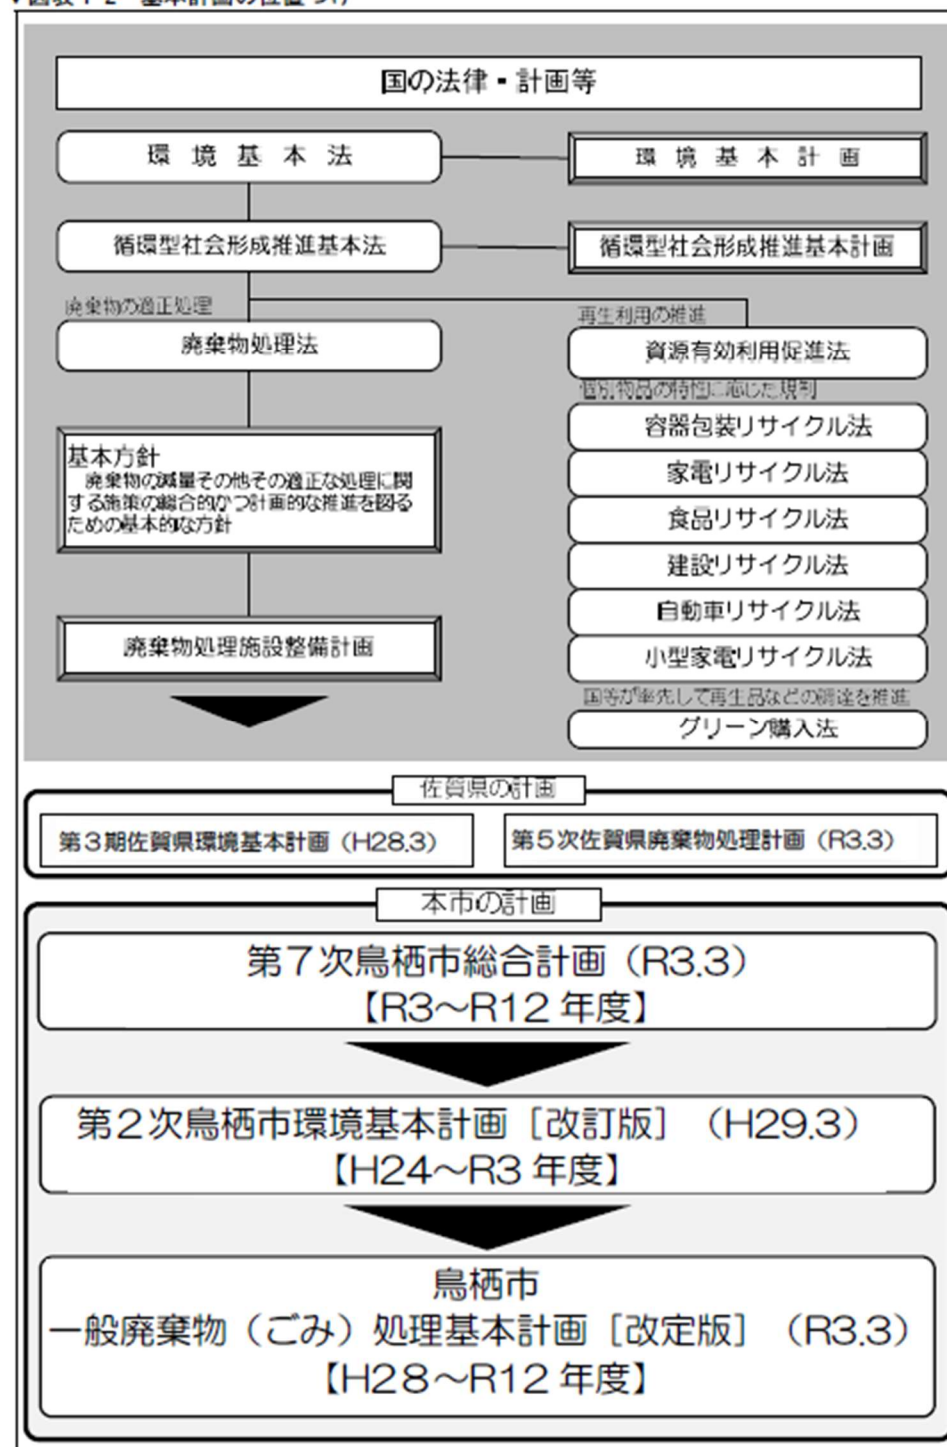 国の法律・計画等
環境基本法
環境基本計画
循環型社会形成推進基本法
循環型社会形成推進基本計画
廃棄物の適正処理
廃棄物処理法
再生利用の推進
資源有効利用促進法
個別物品の特性に応じた規制
容器包装リサイクル法
家電リサイクル法
食品リサイクル法
建設リサイクル法
自動車リサイクル法
小型家電リサイクル法
国等が率先して再生品などの調達を推進
グリーン購入法
基本方針
廃棄物の減量その他その適正な処理に関
する施策の総合的かつ計画的な推進を図る
ための基本的な方針
廃棄物処理施設整備計画
佐賀県の計画
第3期佐賀県環境基本計画（H28.3）
第5次佐賀県廃棄物処理計画（R3.3）
本市の計画
第7次鳥栖市総合計画（R3.3）
【R3～R12 年度】
第2次鳥栖市環境基本計画［改訂版］（H29.3）
【H24～R3 年度】
鳥栖市
一般廃棄物（ごみ）処理基本計画［改定版］（R3.3）
【H28～R12 年度】